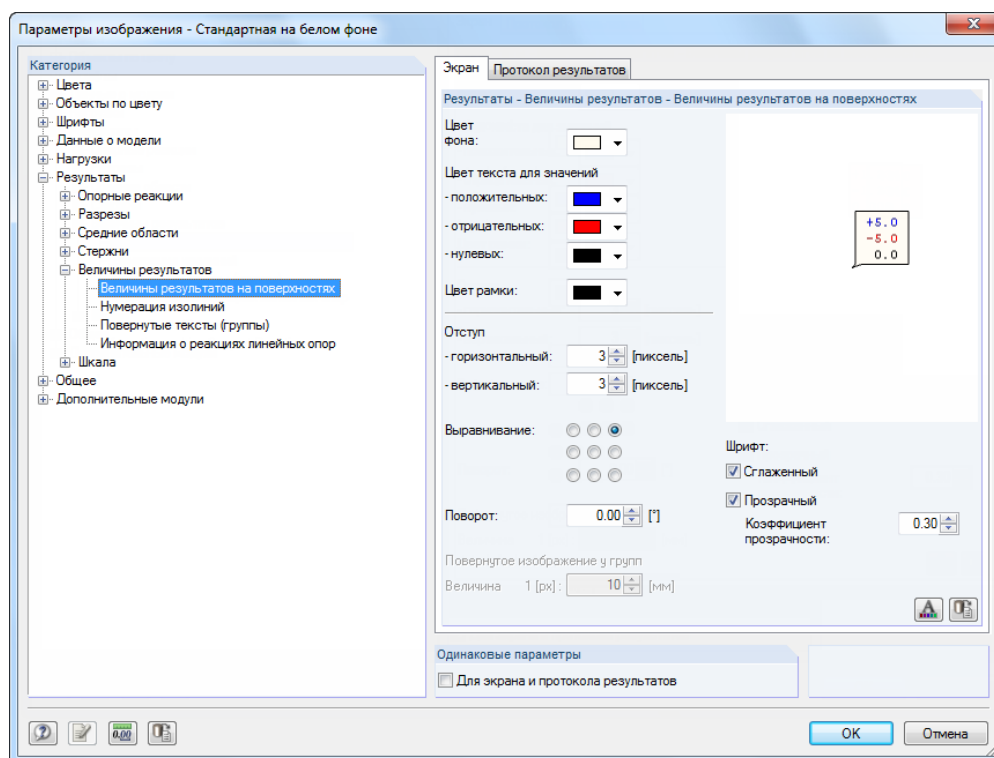 Параметры изображения - Стандартная на белом фоне
Категория
Цвета
Объекты по цвету
Шрифты
Данные о модели
Нагрузки
Результаты
Опорные реакции
Разрезы
Средние области
Стержни
Величины результатов
Величины результатов на поверхностях
Нумерация изолиний
Повернутые тексты (группы)
Информация о реакциях линейных опор
Шкала
Общее
Дополнительные модули
Экран
Протокол результатов
Результаты - Величины результатов - Величины результатов на поверхностях
Цвет
фона:
Цвет текста для значений
- положительных:
- отрицательных:
- нулевых:
Цвет рамки:
Отступ
- горизонтальный: 3 [пиксель]
- вертикальный: 3 [пиксель]
Выравнивание:
Поворот: 0.00 [°]
Повернутое изображение у групп
Величина 1 [px] : 10 [мм]
+5.0
-5.0
0.0
Шрифт:
Сглаженный
Прозрачный
Коэффициент
прозрачности:
0.30
A
Одинаковые параметры
Для экрана и протокола результатов
?
0.00
OK
Отмена